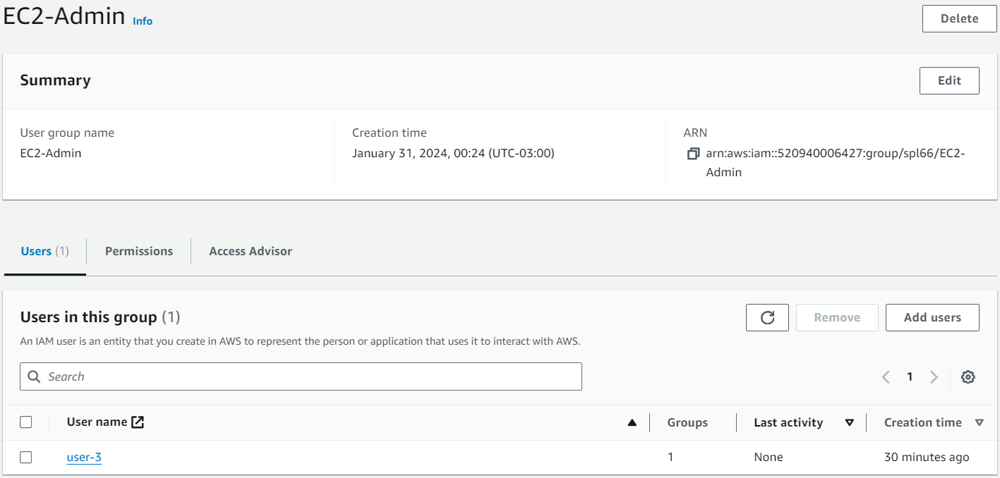 EC2-Admin Info
Delete
Summary
Edit
User group name
EC2-Admin
Creation time
January 31, 2024, 00:24 (UTC-03:00)
ARN
arn:aws:iam::520940006427:group/spl66/EC2-
Admin
Users (1)
Permissions
Access Advisor
Users in this group (1)
Remove
Add users
An IAM user is an entity that you create in AWS to represent the person or application that uses it to interact with AWS.
Search
1
User name
Groups
Last activity
Creation time
user-3
1
None
30 minutes ago